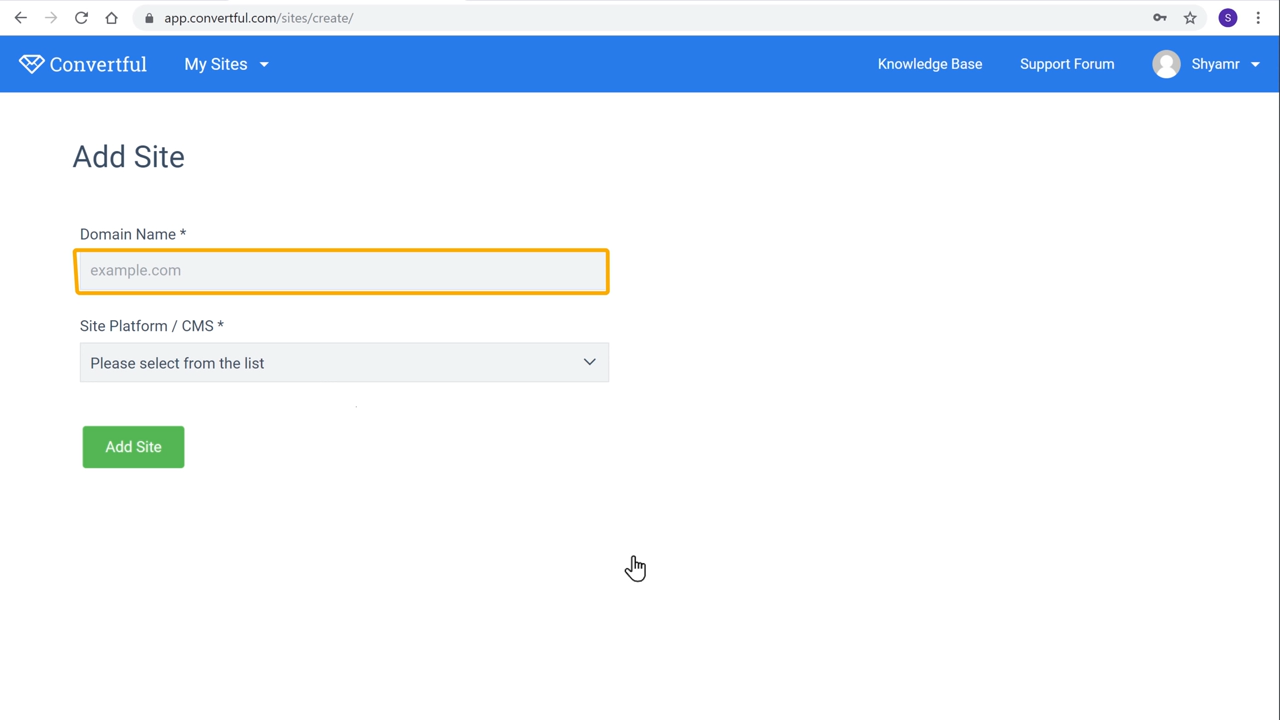 app.convertful.com/sites/create/
S
Convertful
My Sites
Knowledge Base
Support Forum
Shyamr
Add Site
Domain Name *
example.com
Site Platform / CMS *
Please select from the list
Add Site